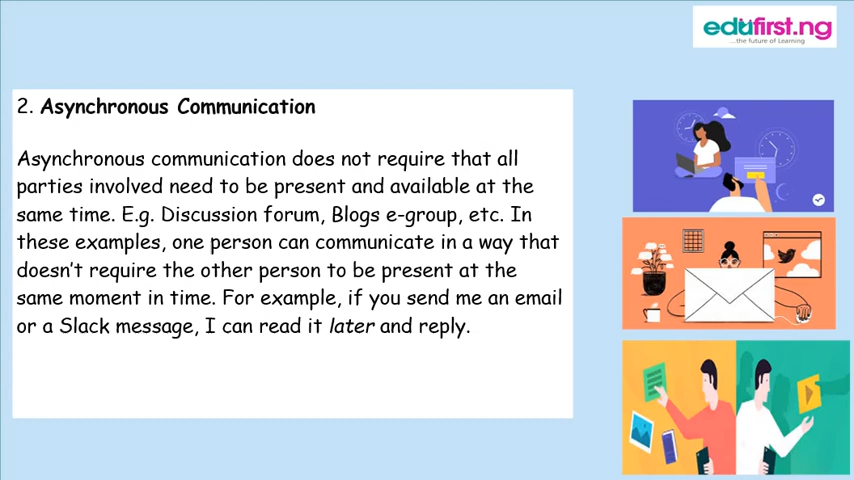 edufirst.ng
...the future of Learning
2. Asynchronous Communication
Asynchronous communication does not require that all
parties involved need to be present and available at the
same time. E.g. Discussion forum, Blogs e-group, etc. In
these examples, one person can communicate in a way that
doesn't require the other person to be present at the
same moment in time. For example, if you send me an email
or a Slack message, I can read it later and reply.